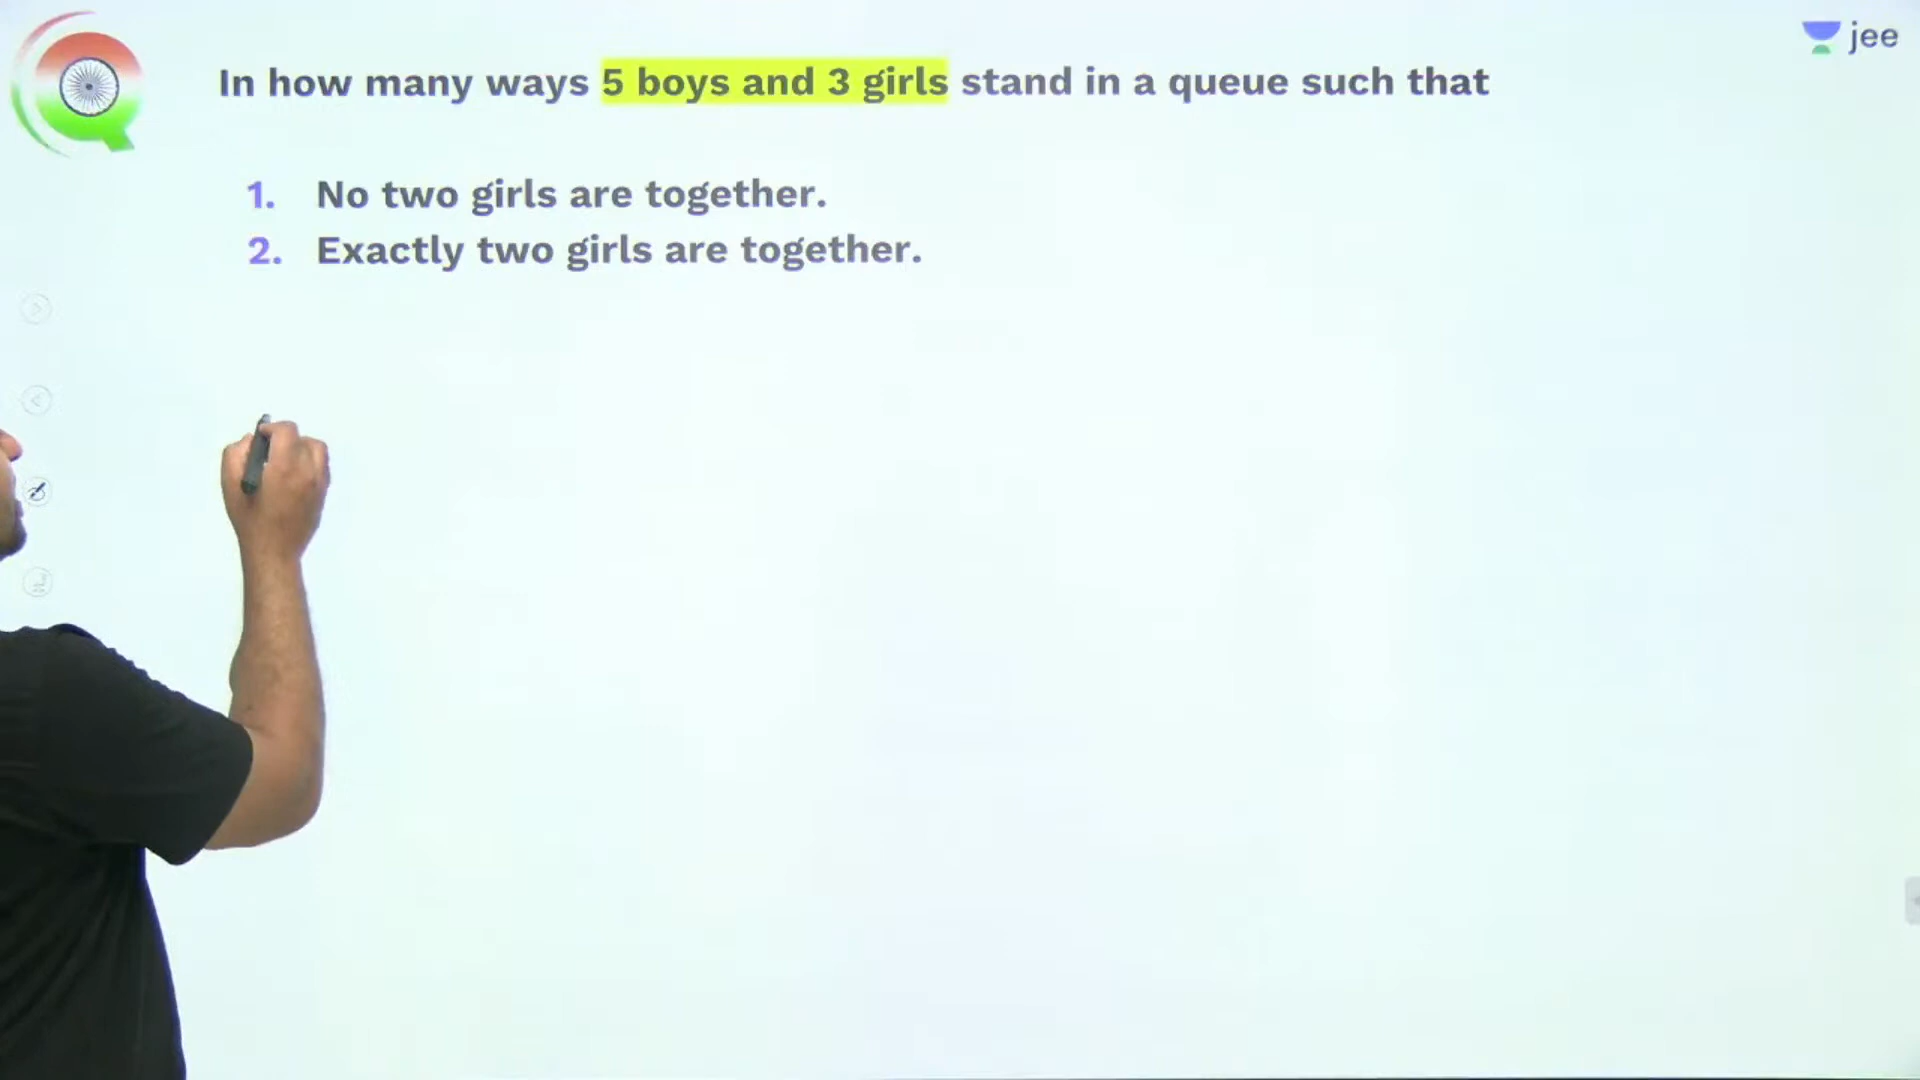 jee
In how many ways 5 boys and 3 girls stand in a queue such that
1. No two girls are together.
2. Exactly two girls are together.